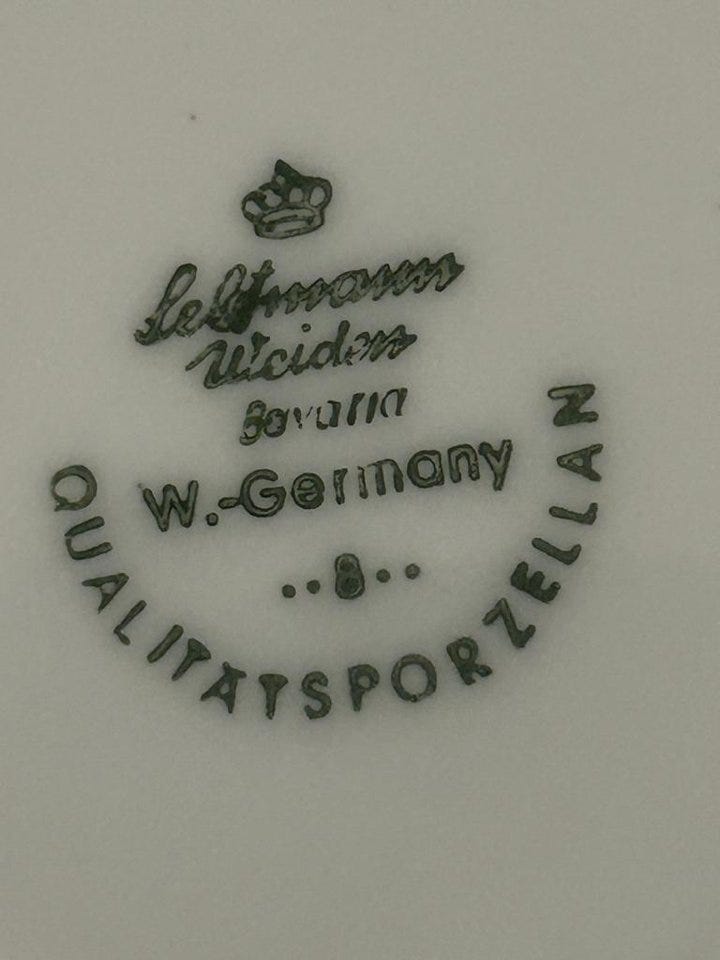 Seltmann
Weiden
Bavaria
W.-Germany
..8..
QUALITÄTSPORZELLAN